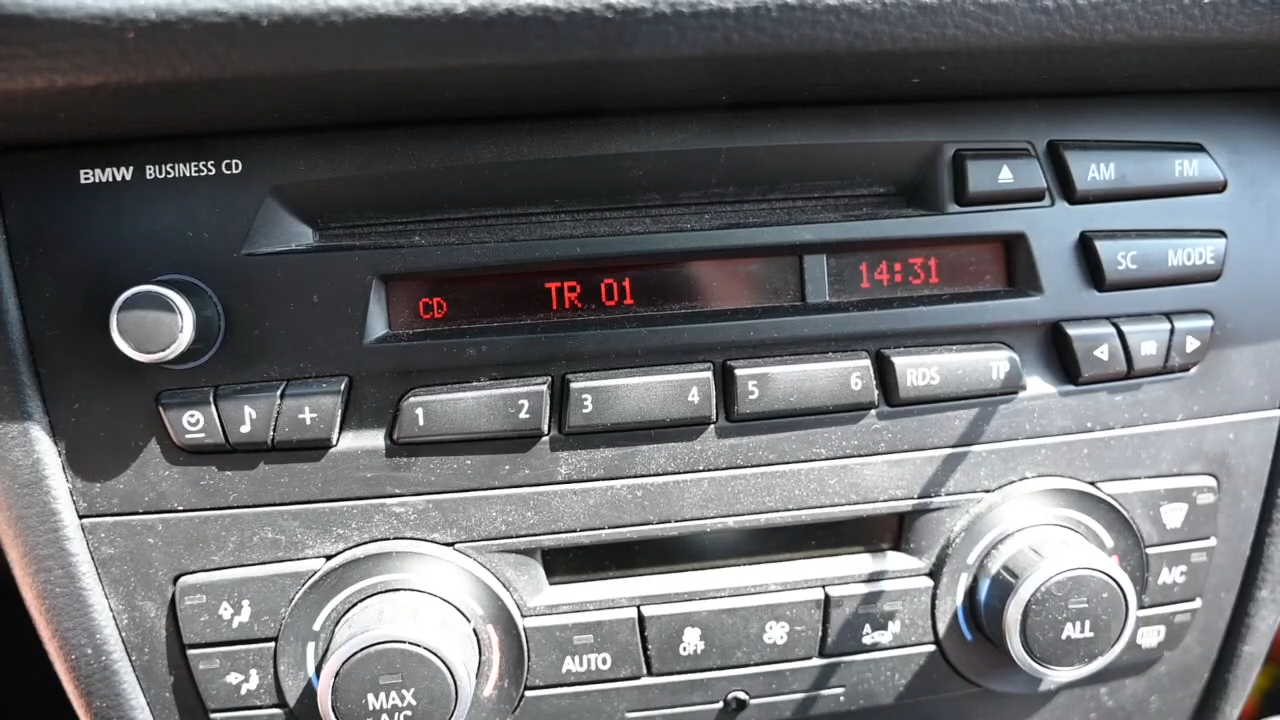 BMW BUSINESS CD
AM FM
SC MODE
CD TR 01 14:31
1 2 3 4 5 6 RDS TP m
A/C
OFF A M ALL
AUTO
MAX
A/C